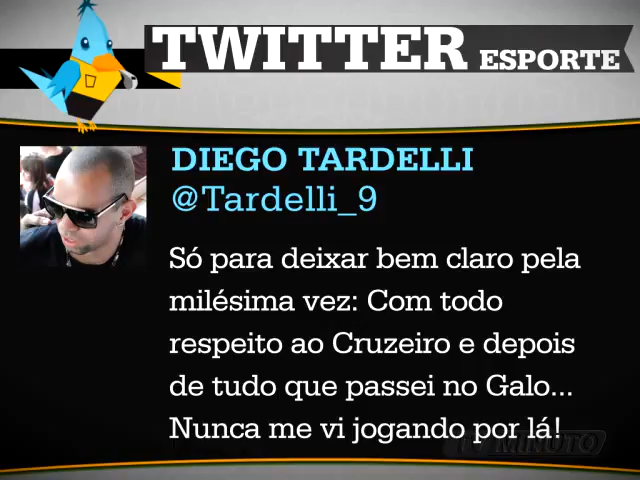 TWITTER ESPORTE
DIEGO TARDELLI
@Tardelli_9
Só para deixar bem claro pela
milésima vez: Com todo
respeito ao Cruzeiro e depois
de tudo que passei no Galo...
Nunca me vi jogando por lá!
MINUTO